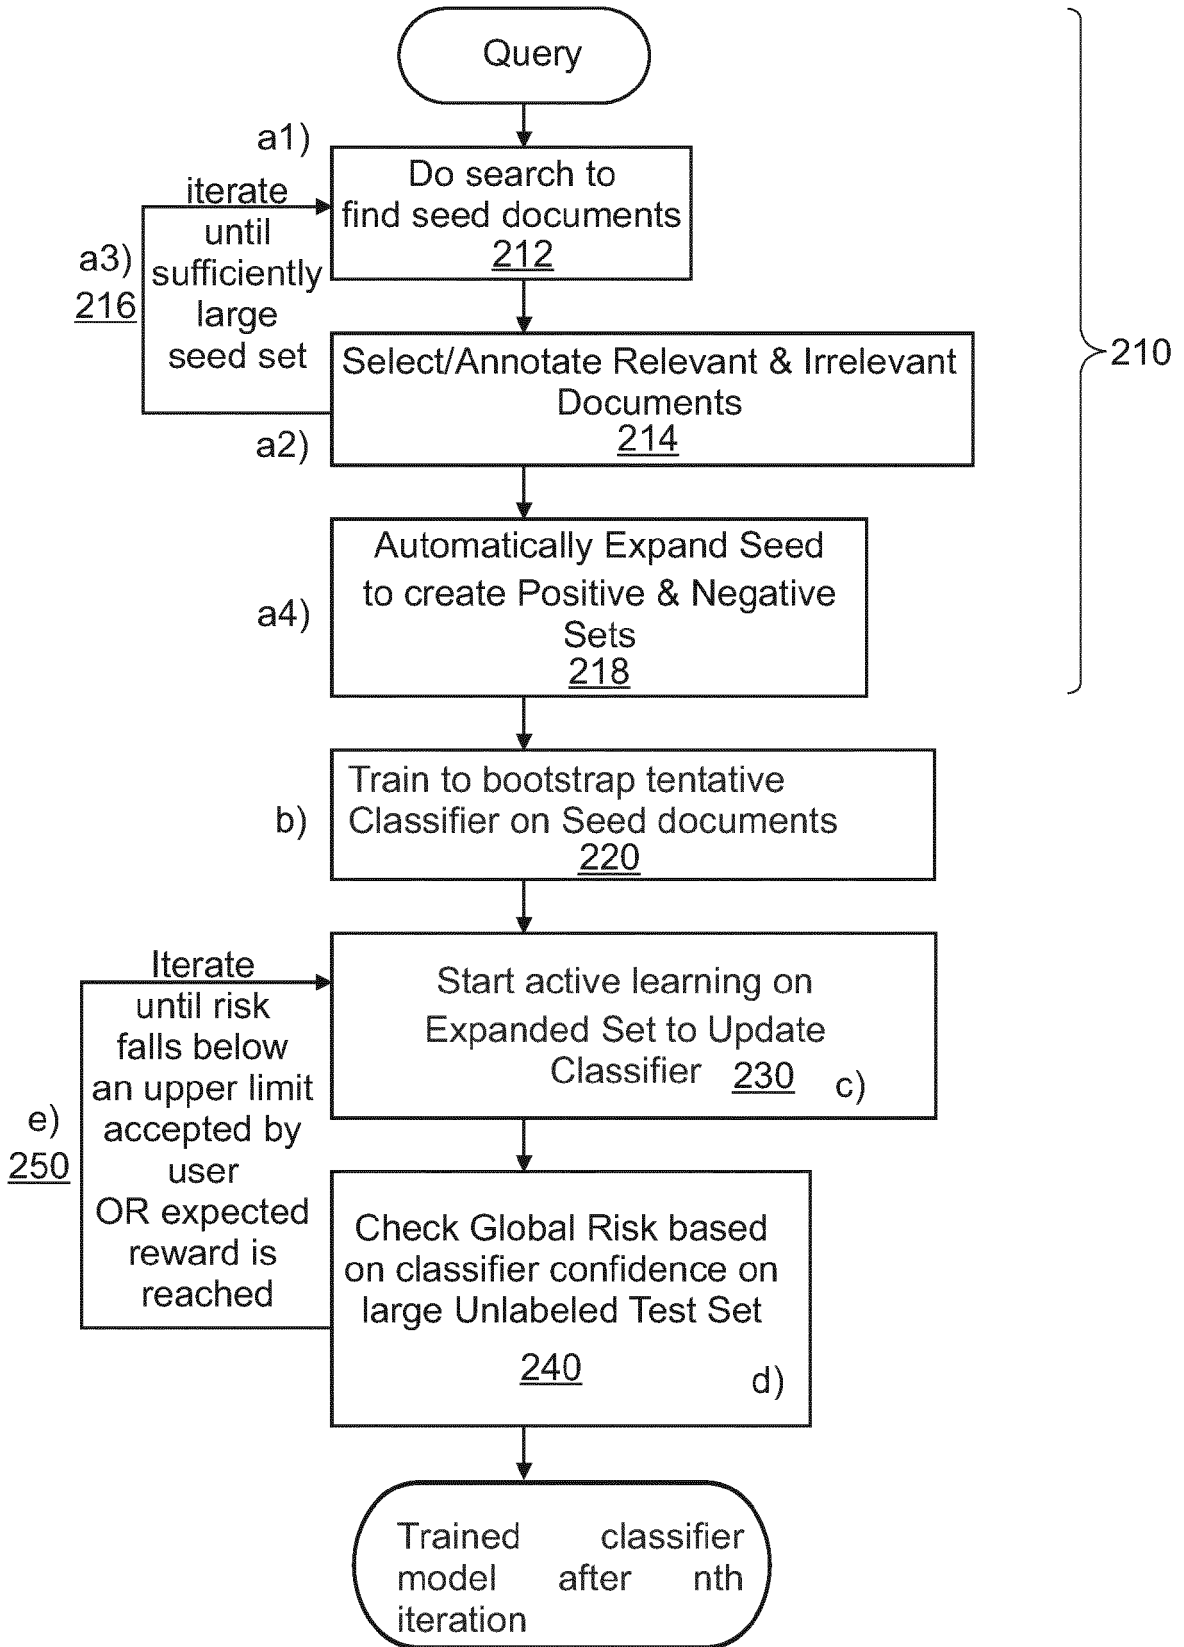 Query
a1)
Do search to
find seed documents
212
iterate
until
sufficiently
large
seed set
a3)
216
210
Select/Annotate Relevant & Irrelevant
Documents
214
a2)
Automatically Expand Seed
to create Positive & Negative
Sets
218
a4)
Train to bootstrap tentative
Classifier on Seed documents
220
b)
Start active learning on
Expanded Set to Update
Classifier 230 c)
Iterate
until risk
falls below
an upper limit
accepted by
user
OR expected
reward is
reached
e)
250
Check Global Risk based
on classifier confidence on
large Unlabeled Test Set
240
d)
Trained classifier
model after nth
iteration